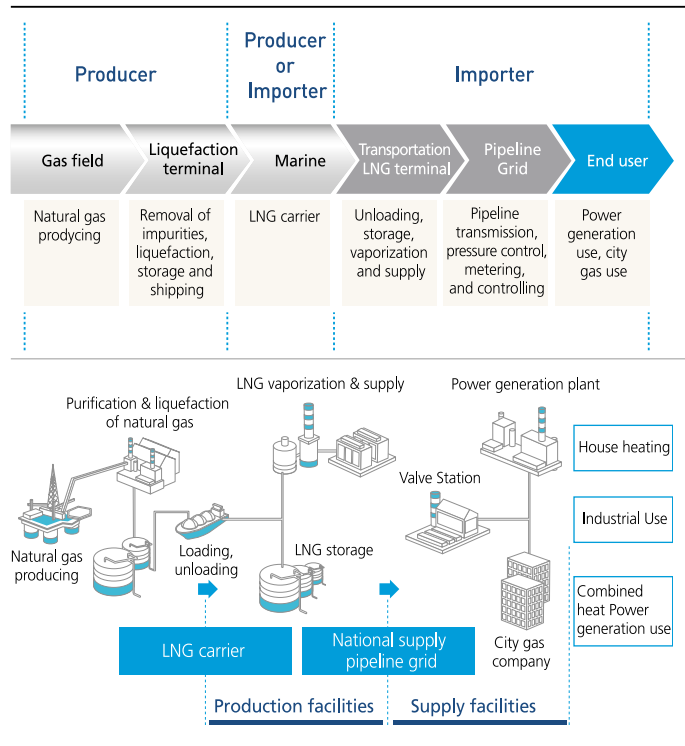 Producer
Producer
or
Importer
Importer
Gas field
Liquefaction
terminal
Marine
Transportation
LNG terminal
Pipeline
Grid
End user
Natural gas
prodycing
Removal of
impurities,
liquefaction,
storage and
shipping
LNG carrier
Unloading,
storage,
vaporization
and supply
Pipeline
transmission,
pressure control,
metering,
and controlling
Power
generation
use, city
gas use
LNG vaporization & supply
Power generation plant
Purification & liquefaction
of natural gas
House heating
Valve Station
Industrial Use
Natural gas
producing
Loading,
unloading
LNG storage
Combined
heat Power
generation use
City gas
company
LNG carrier
National supply
pipeline grid
Production facilities
Supply facilities